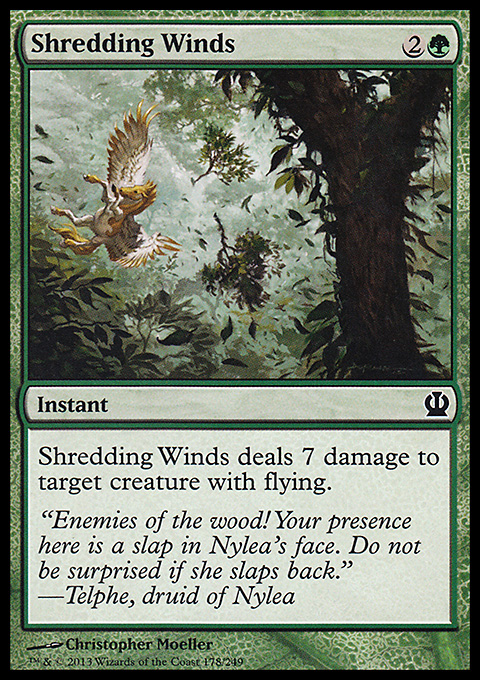 Shredding Winds 2
Instant
Shredding Winds deals 7 damage to
target creature with flying.
“Enemies of the wood! Your presence
here is a slap in Nylea’s face. Do not
be surprised if she slaps back.”
—Telphe, druid of Nylea
Christopher Moeller
™ & © 2013 Wizards of the Coast 178/249